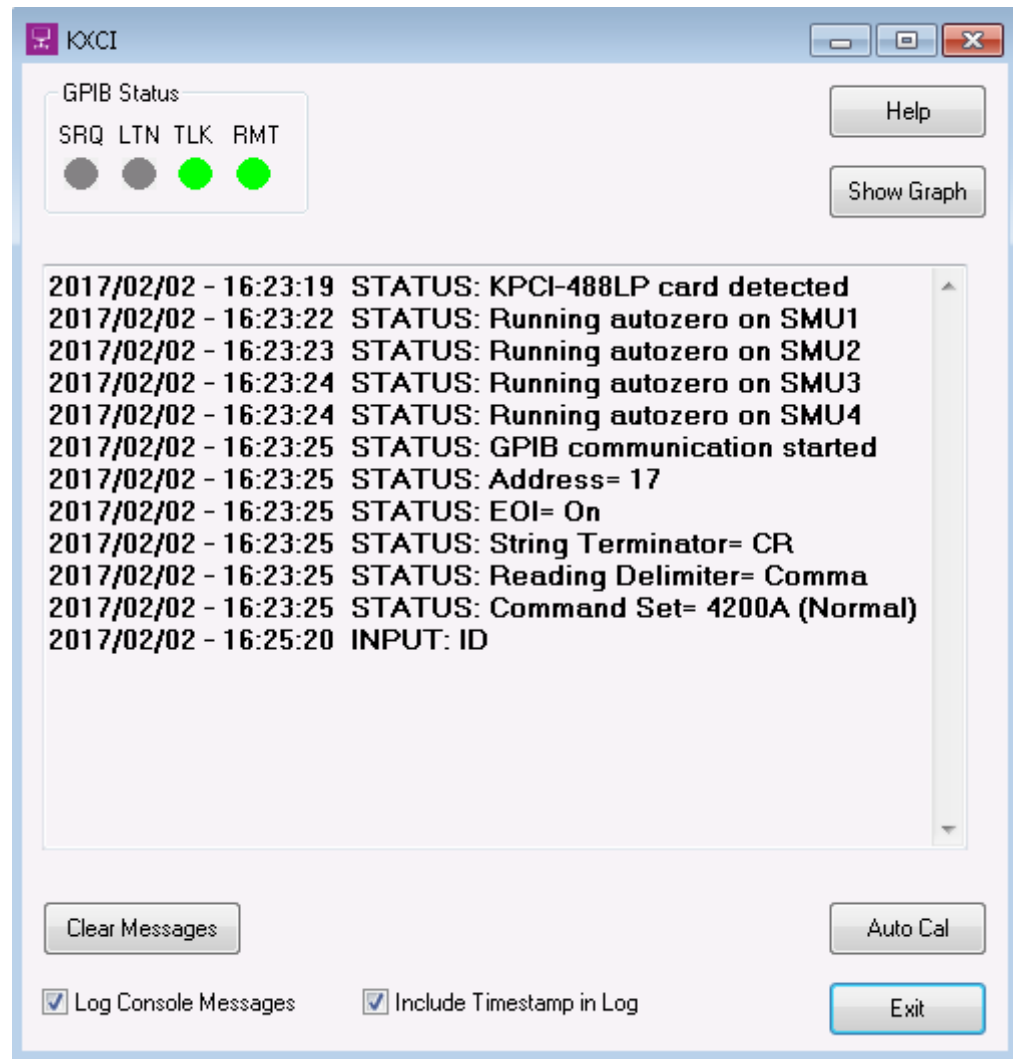 KXCI
GPIB Status
SRQ LTN TLK RMT
Help
Show Graph
2017/02/02 - 16:23:19 STATUS: KPCI-488LP card detected
2017/02/02 - 16:23:22 STATUS: Running autozero on SMU1
2017/02/02 - 16:23:23 STATUS: Running autozero on SMU2
2017/02/02 - 16:23:24 STATUS: Running autozero on SMU3
2017/02/02 - 16:23:24 STATUS: Running autozero on SMU4
2017/02/02 - 16:23:25 STATUS: GPIB communication started
2017/02/02 - 16:23:25 STATUS: Address= 17
2017/02/02 - 16:23:25 STATUS: EOI= On
2017/02/02 - 16:23:25 STATUS: String Terminator= CR
2017/02/02 - 16:23:25 STATUS: Reading Delimiter= Comma
2017/02/02 - 16:23:25 STATUS: Command Set= 4200A (Normal)
2017/02/02 - 16:25:20 INPUT: ID
Clear Messages
Auto Cal
Log Console Messages
Include Timestamp in Log
Exit